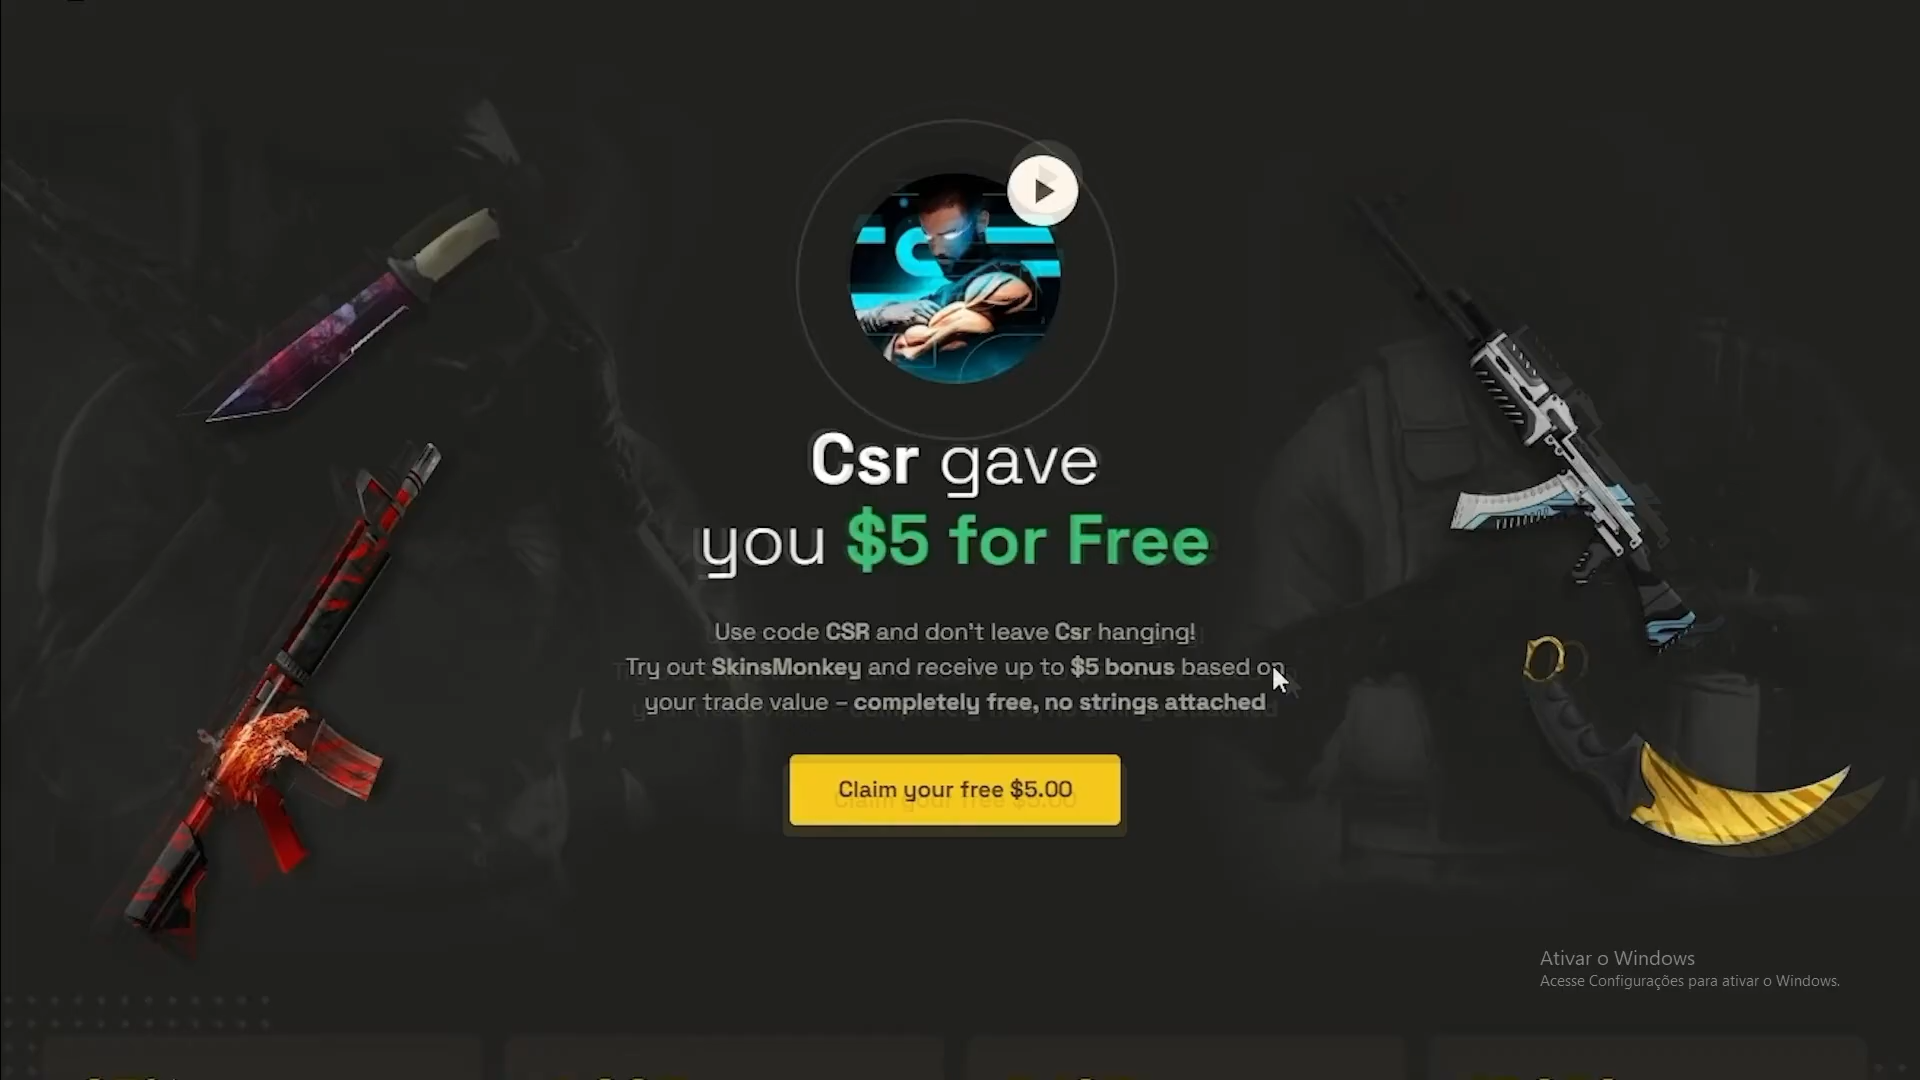 Csr gave
you $5 for Free
Use code CSR and don't leave Csr hanging!
Try out SkinsMonkey and receive up to $5 bonus based on
your trade value – completely free, no strings attached
Claim your free $5.00
Ativar o Windows
Acesse Configurações para ativar o Windows.